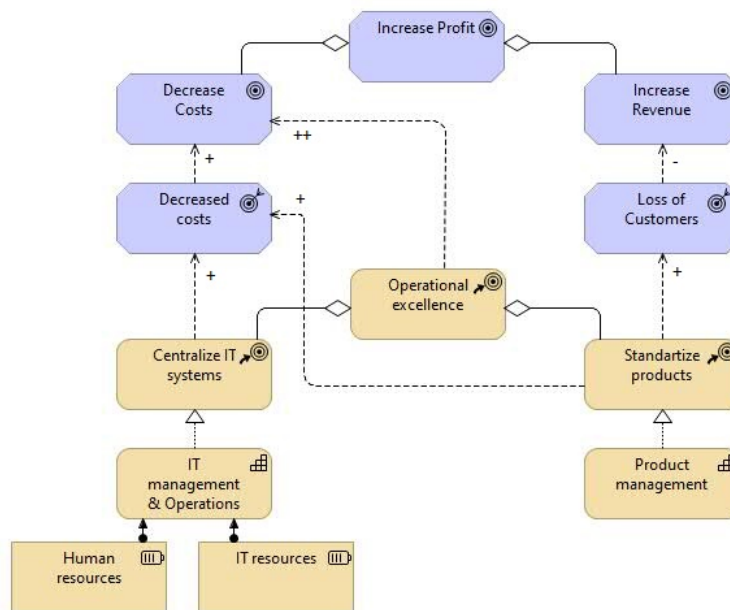 Increase Profit
Decrease
Costs
Increase
Revenue
++
+
-
Decreased
costs
+
Loss of
Customers
+
+
Operational
excellence
Centralize IT
systems
Standartize
products
IT
management
& Operations
Product
management
Human
resources
IT resources